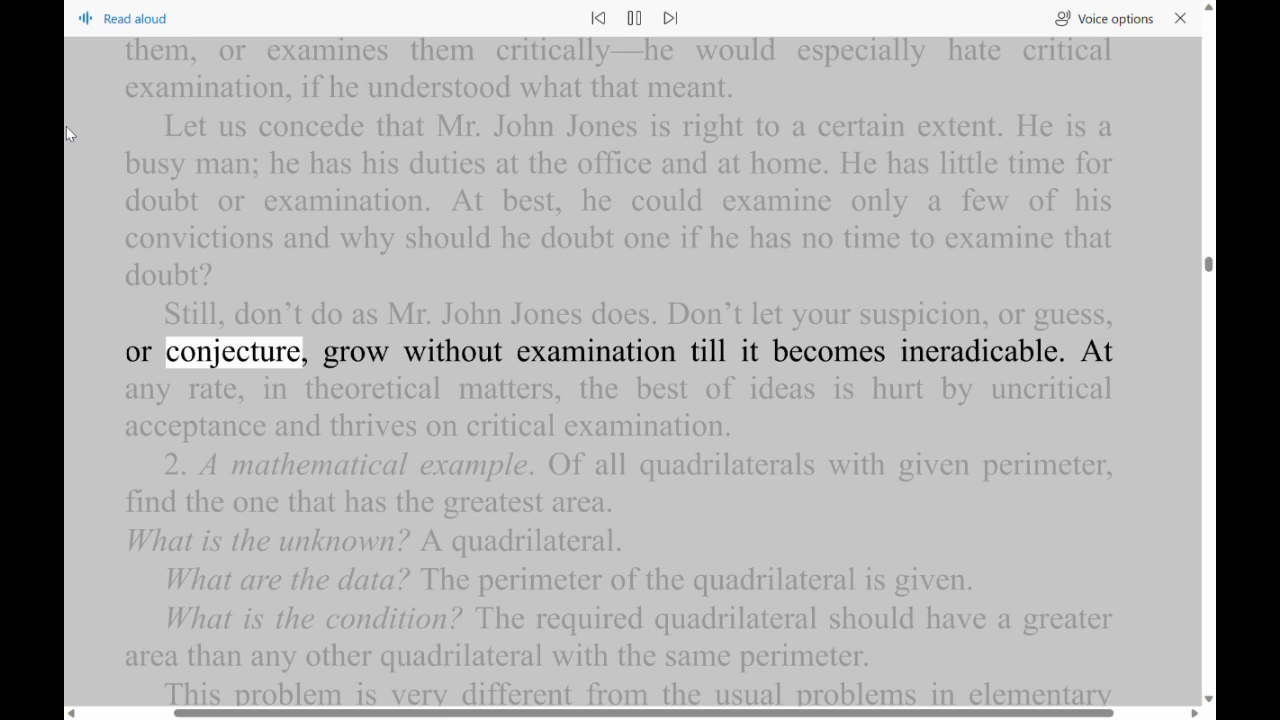 Read aloud
Voice options
them, or examines them critically—he would especially hate critical
examination, if he understood what that meant.
Let us concede that Mr. John Jones is right to a certain extent. He is a
busy man; he has his duties at the office and at home. He has little time for
doubt or examination. At best, he could examine only a few of his
convictions and why should he doubt one if he has no time to examine that
doubt?
Still, don’t do as Mr. John Jones does. Don’t let your suspicion, or guess,
or conjecture, grow without examination till it becomes ineradicable. At
any rate, in theoretical matters, the best of ideas is hurt by uncritical
acceptance and thrives on critical examination.
2. A mathematical example. Of all quadrilaterals with given perimeter,
find the one that has the greatest area.
What is the unknown? A quadrilateral.
What are the data? The perimeter of the quadrilateral is given.
What is the condition? The required quadrilateral should have a greater
area than any other quadrilateral with the same perimeter.
This problem is very different from the usual problems in elementary